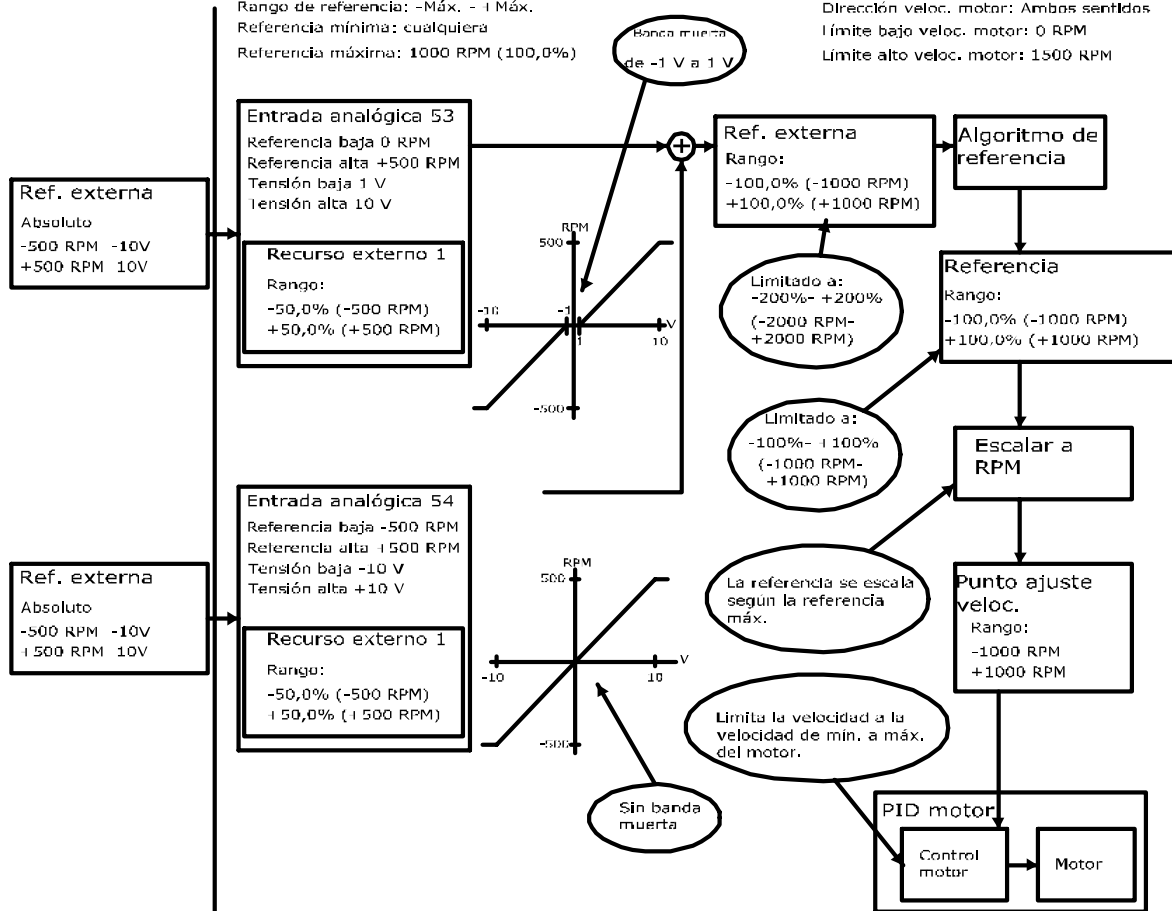 Rango de referencia: -Máx. - +Máx.
Referencia mínima: cualquiera
Referencia máxima: 1000 RPM (100,0%)
Dirección veloc. motor: Ambos sentidos
Límite bajo veloc. motor: 0 RPM
Límite alto veloc. motor: 1500 RPM
Banda muerta
de -1 V a 1 V
Ref. externa
Absoluto
-500 RPM -10V
+500 RPM 10V
Entrada analógica 53
Referencia baja 0 RPM
Referencia alta +500 RPM
Tensión baja 1 V
Tensión alta 10 V
Recurso externo 1
Rango:
-50,0% (-500 RPM)
+50,0% (+500 RPM)
RPM
500
-10
-1
1
10
V
-500
Ref. externa
Rango:
-100,0% (-1000 RPM)
+100,0% (+1000 RPM)
Algoritmo de
referencia
Limitado a:
-200%- +200%
(-2000 RPM-
+2000 RPM)
Referencia
Rango:
-100,0% (-1000 RPM)
+100,0% (+1000 RPM)
Limitado a:
-100%- +100%
(-1000 RPM-
+1000 RPM)
Escalar a
RPM
Ref. externa
Absoluto
-500 RPM -10V
+500 RPM 10V
Entrada analógica 54
Referencia baja -500 RPM
Referencia alta +500 RPM
Tensión baja -10 V
Tensión alta +10 V
Recurso externo 1
Rango:
-50,0% (-500 RPM)
+50,0% (+500 RPM)
RPM
500
-10
10
V
-500
Sin banda
muerta
La referencia se escala
según la referencia
máx.
Punto ajuste
veloc.
Rango:
-1000 RPM
+1000 RPM
Limita la velocidad a la
velocidad de mín. a máx.
del motor.
PID motor
Control
motor
Motor